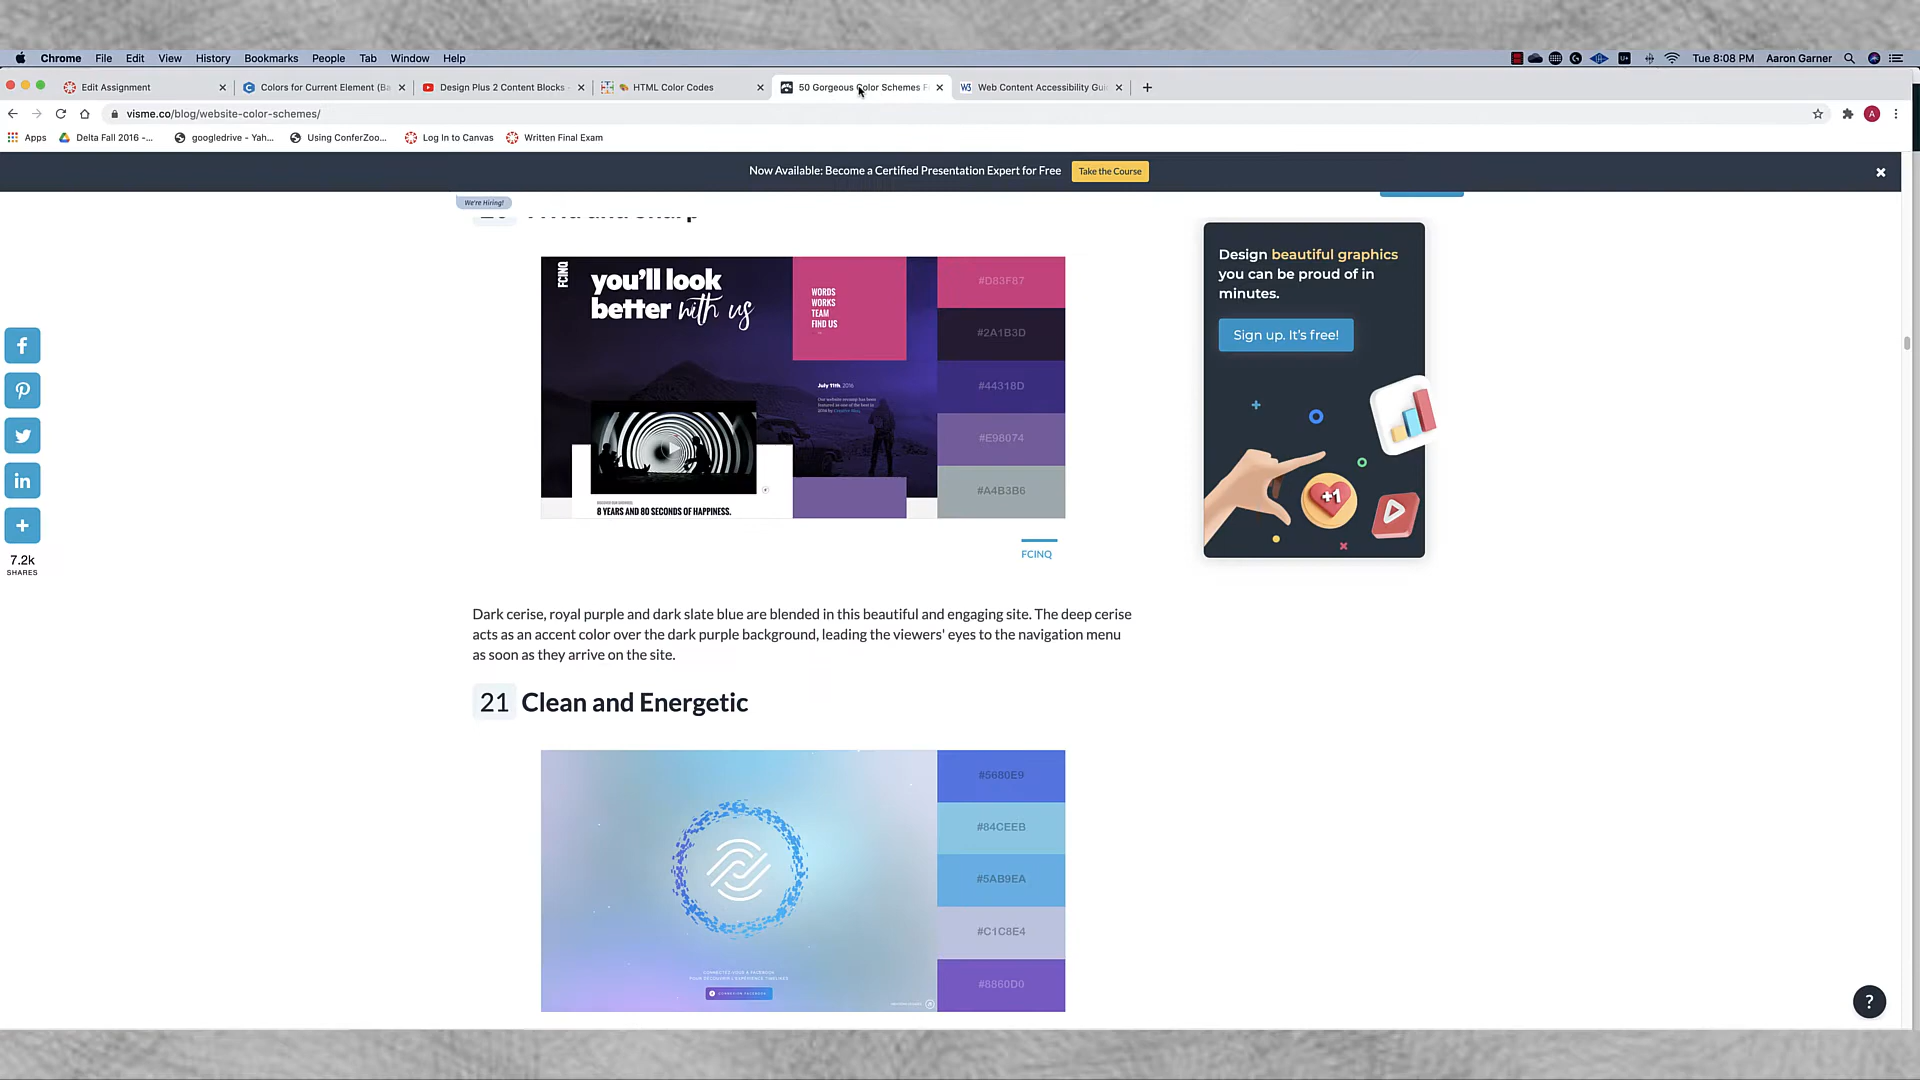 Chrome File Edit View History Bookmarks People Tab Window Help
Tue 8:08 PM Aaron Garner
Edit Assignment
Colors for Current Element (Ba
Design Plus 2 Content Blocks -
HTML Color Codes
50 Gorgeous Color Schemes F
W3 Web Content Accessibility Gui
visme.co/blog/website-color-schemes/
A
Apps
Delta Fall 2016 -...
googledrive - Yah...
Using ConferZoo...
Log In to Canvas
Written Final Exam
Now Available: Become a Certified Presentation Expert for Free
Take the Course
We're Hiring!
FCINQ
you'll look
better with us
WORDS
WORKS
TEAM
FIND US
July 11th, 2016
8 YEARS AND 80 SECONDS OF HAPPINESS.
#D83F87
#2A1B3D
#44318D
#E98074
#A4B3B6
FCINQ
Design beautiful graphics
you can be proud of in
minutes.
Sign up. It's free!
+1
7.2k
SHARES
Dark cerise, royal purple and dark slate blue are blended in this beautiful and engaging site. The deep cerise
acts as an accent color over the dark purple background, leading the viewers' eyes to the navigation menu
as soon as they arrive on the site.
21 Clean and Energetic
#5680E9
#84CEEB
#5AB9EA
#C1C8E4
#8860D0
?